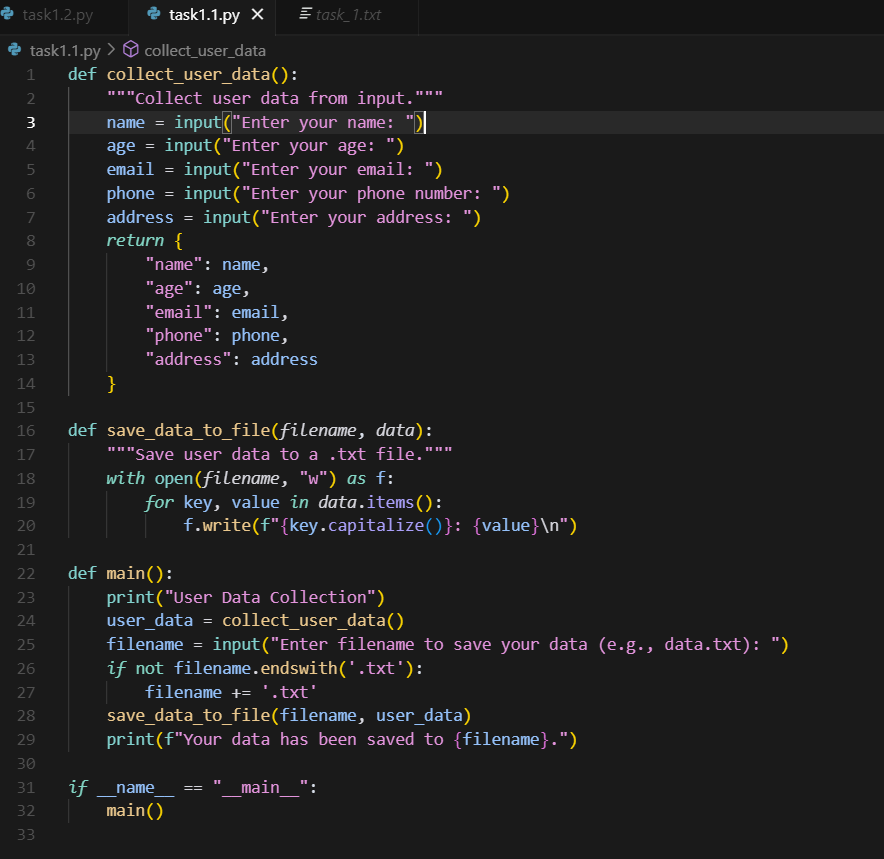 task1.2.py task1.1.py task_1.txt
task1.1.py > collect_user_data
1 def collect_user_data():
2     """Collect user data from input."""
3     name = input("Enter your name: ")
4     age = input("Enter your age: ")
5     email = input("Enter your email: ")
6     phone = input("Enter your phone number: ")
7     address = input("Enter your address: ")
8     return {
9         "name": name,
10         "age": age,
11         "email": email,
12         "phone": phone,
13         "address": address
14     }
15
16 def save_data_to_file(filename, data):
17     """Save user data to a .txt file."""
18     with open(filename, "w") as f:
19         for key, value in data.items():
20             f.write(f"{key.capitalize()}: {value}\n")
21
22 def main():
23     print("User Data Collection")
24     user_data = collect_user_data()
25     filename = input("Enter filename to save your data (e.g., data.txt): ")
26     if not filename.endswith('.txt'):
27         filename += '.txt'
28     save_data_to_file(filename, user_data)
29     print(f"Your data has been saved to {filename}.")
30
31 if __name__ == "__main__":
32     main()
33